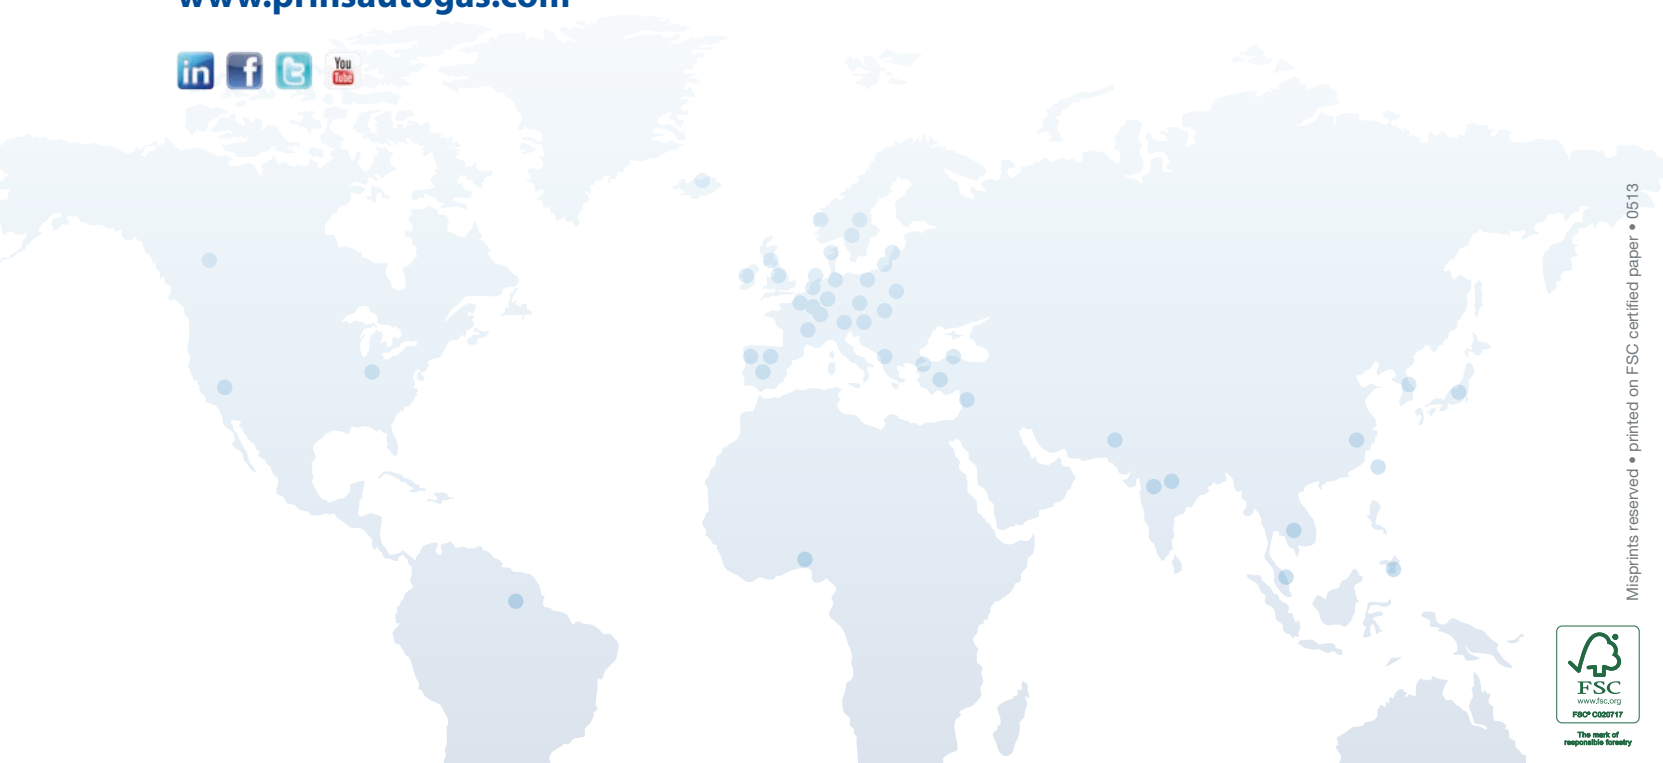 www.prinsautogas.com
in
f
t
You
Tube
Misprints reserved • printed on FSC certified paper • 0513
FSC
www.fsc.org
FSC® C020717
The mark of
responsible forestry